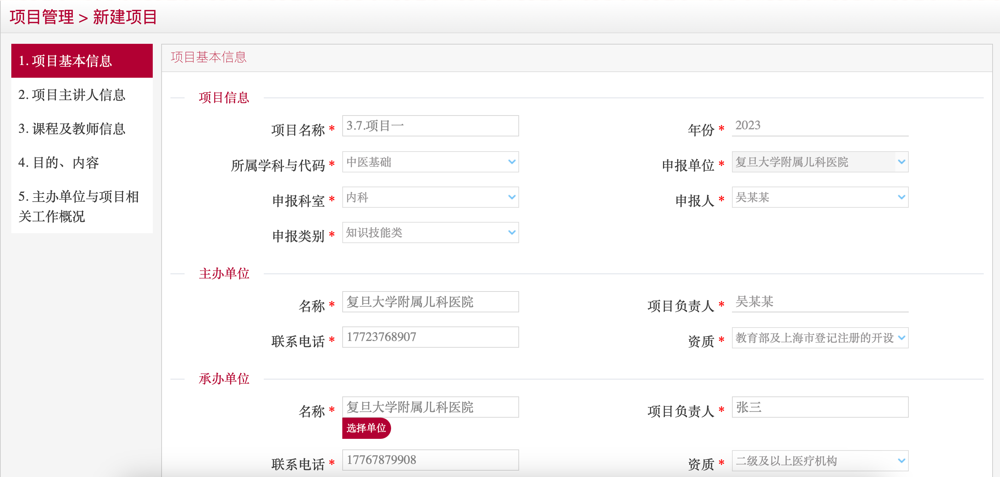 项目管理 > 新建项目
1. 项目基本信息
2. 项目主讲人信息
3. 课程及教师信息
4. 目的、内容
5. 主办单位与项目相
关工作概况
项目基本信息
项目信息
项目名称 * 3.7.项目一 年份 * 2023
所属学科与代码 * 中医基础 申报单位 * 复旦大学附属儿科医院
申报科室 * 内科 申报人 * 吴某某
申报类别 * 知识技能类
主办单位
名称 * 复旦大学附属儿科医院 项目负责人 * 吴某某
联系电话 * 17723768907 资质 * 教育部及上海市登记注册的开设
承办单位
名称 * 复旦大学附属儿科医院 项目负责人 * 张三
选择单位
联系电话 * 17767879908 资质 * 二级及以上医疗机构